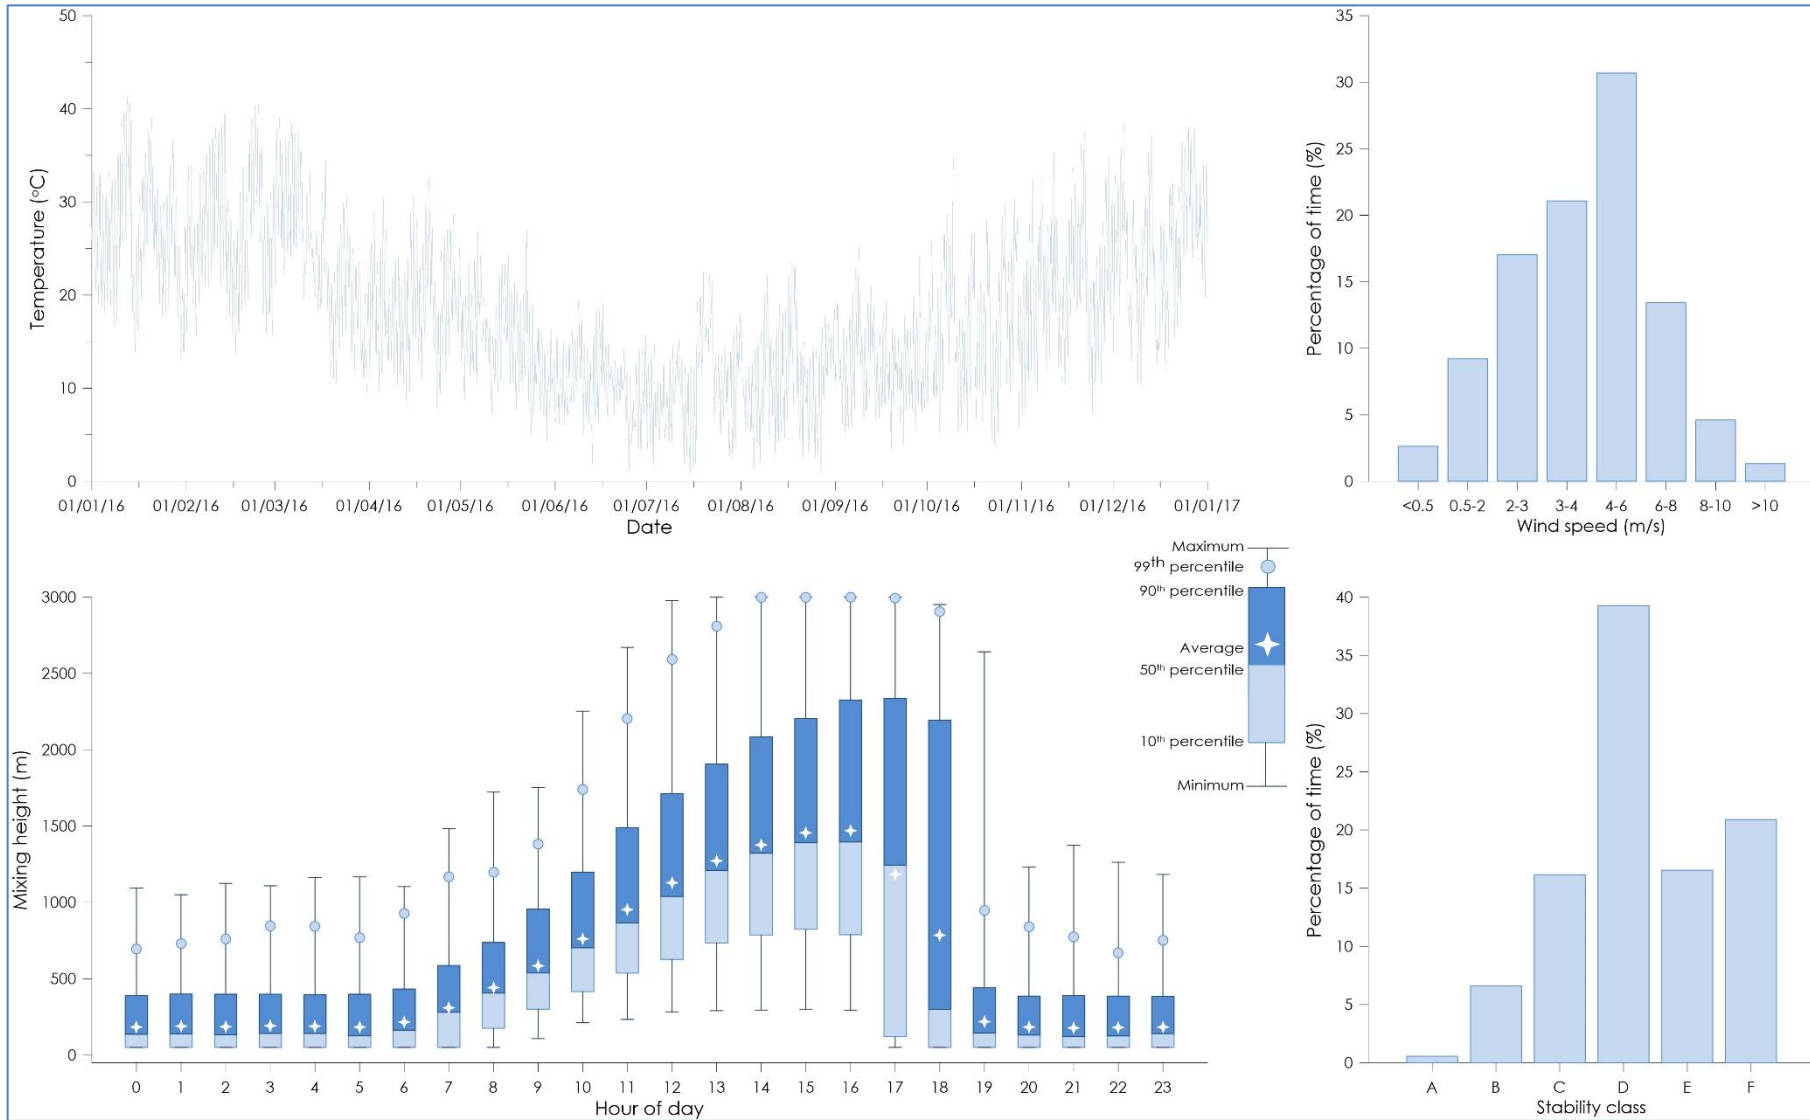 50
40
30
20
10
0
Temperature (°C)
01/01/16 01/02/16 01/03/16 01/04/16 01/05/16 01/06/16 01/07/16 01/08/16 01/09/16 01/10/16 01/11/16 01/12/16 01/01/17
Date
35
30
25
20
15
10
5
0
Percentage of time (%)
<0.5 0.5-2 2-3 3-4 4-6 6-8 8-10 >10
Wind speed (m/s)
3000
2500
2000
1500
1000
500
0
Mixing height (m)
0 1 2 3 4 5 6 7 8 9 10 11 12 13 14 15 16 17 18 19 20 21 22 23
Hour of day
Maximum
99th percentile
90th percentile
Average
50th percentile
10th percentile
Minimum
40
35
30
25
20
15
10
5
0
Percentage of time (%)
A B C D E F
Stability class